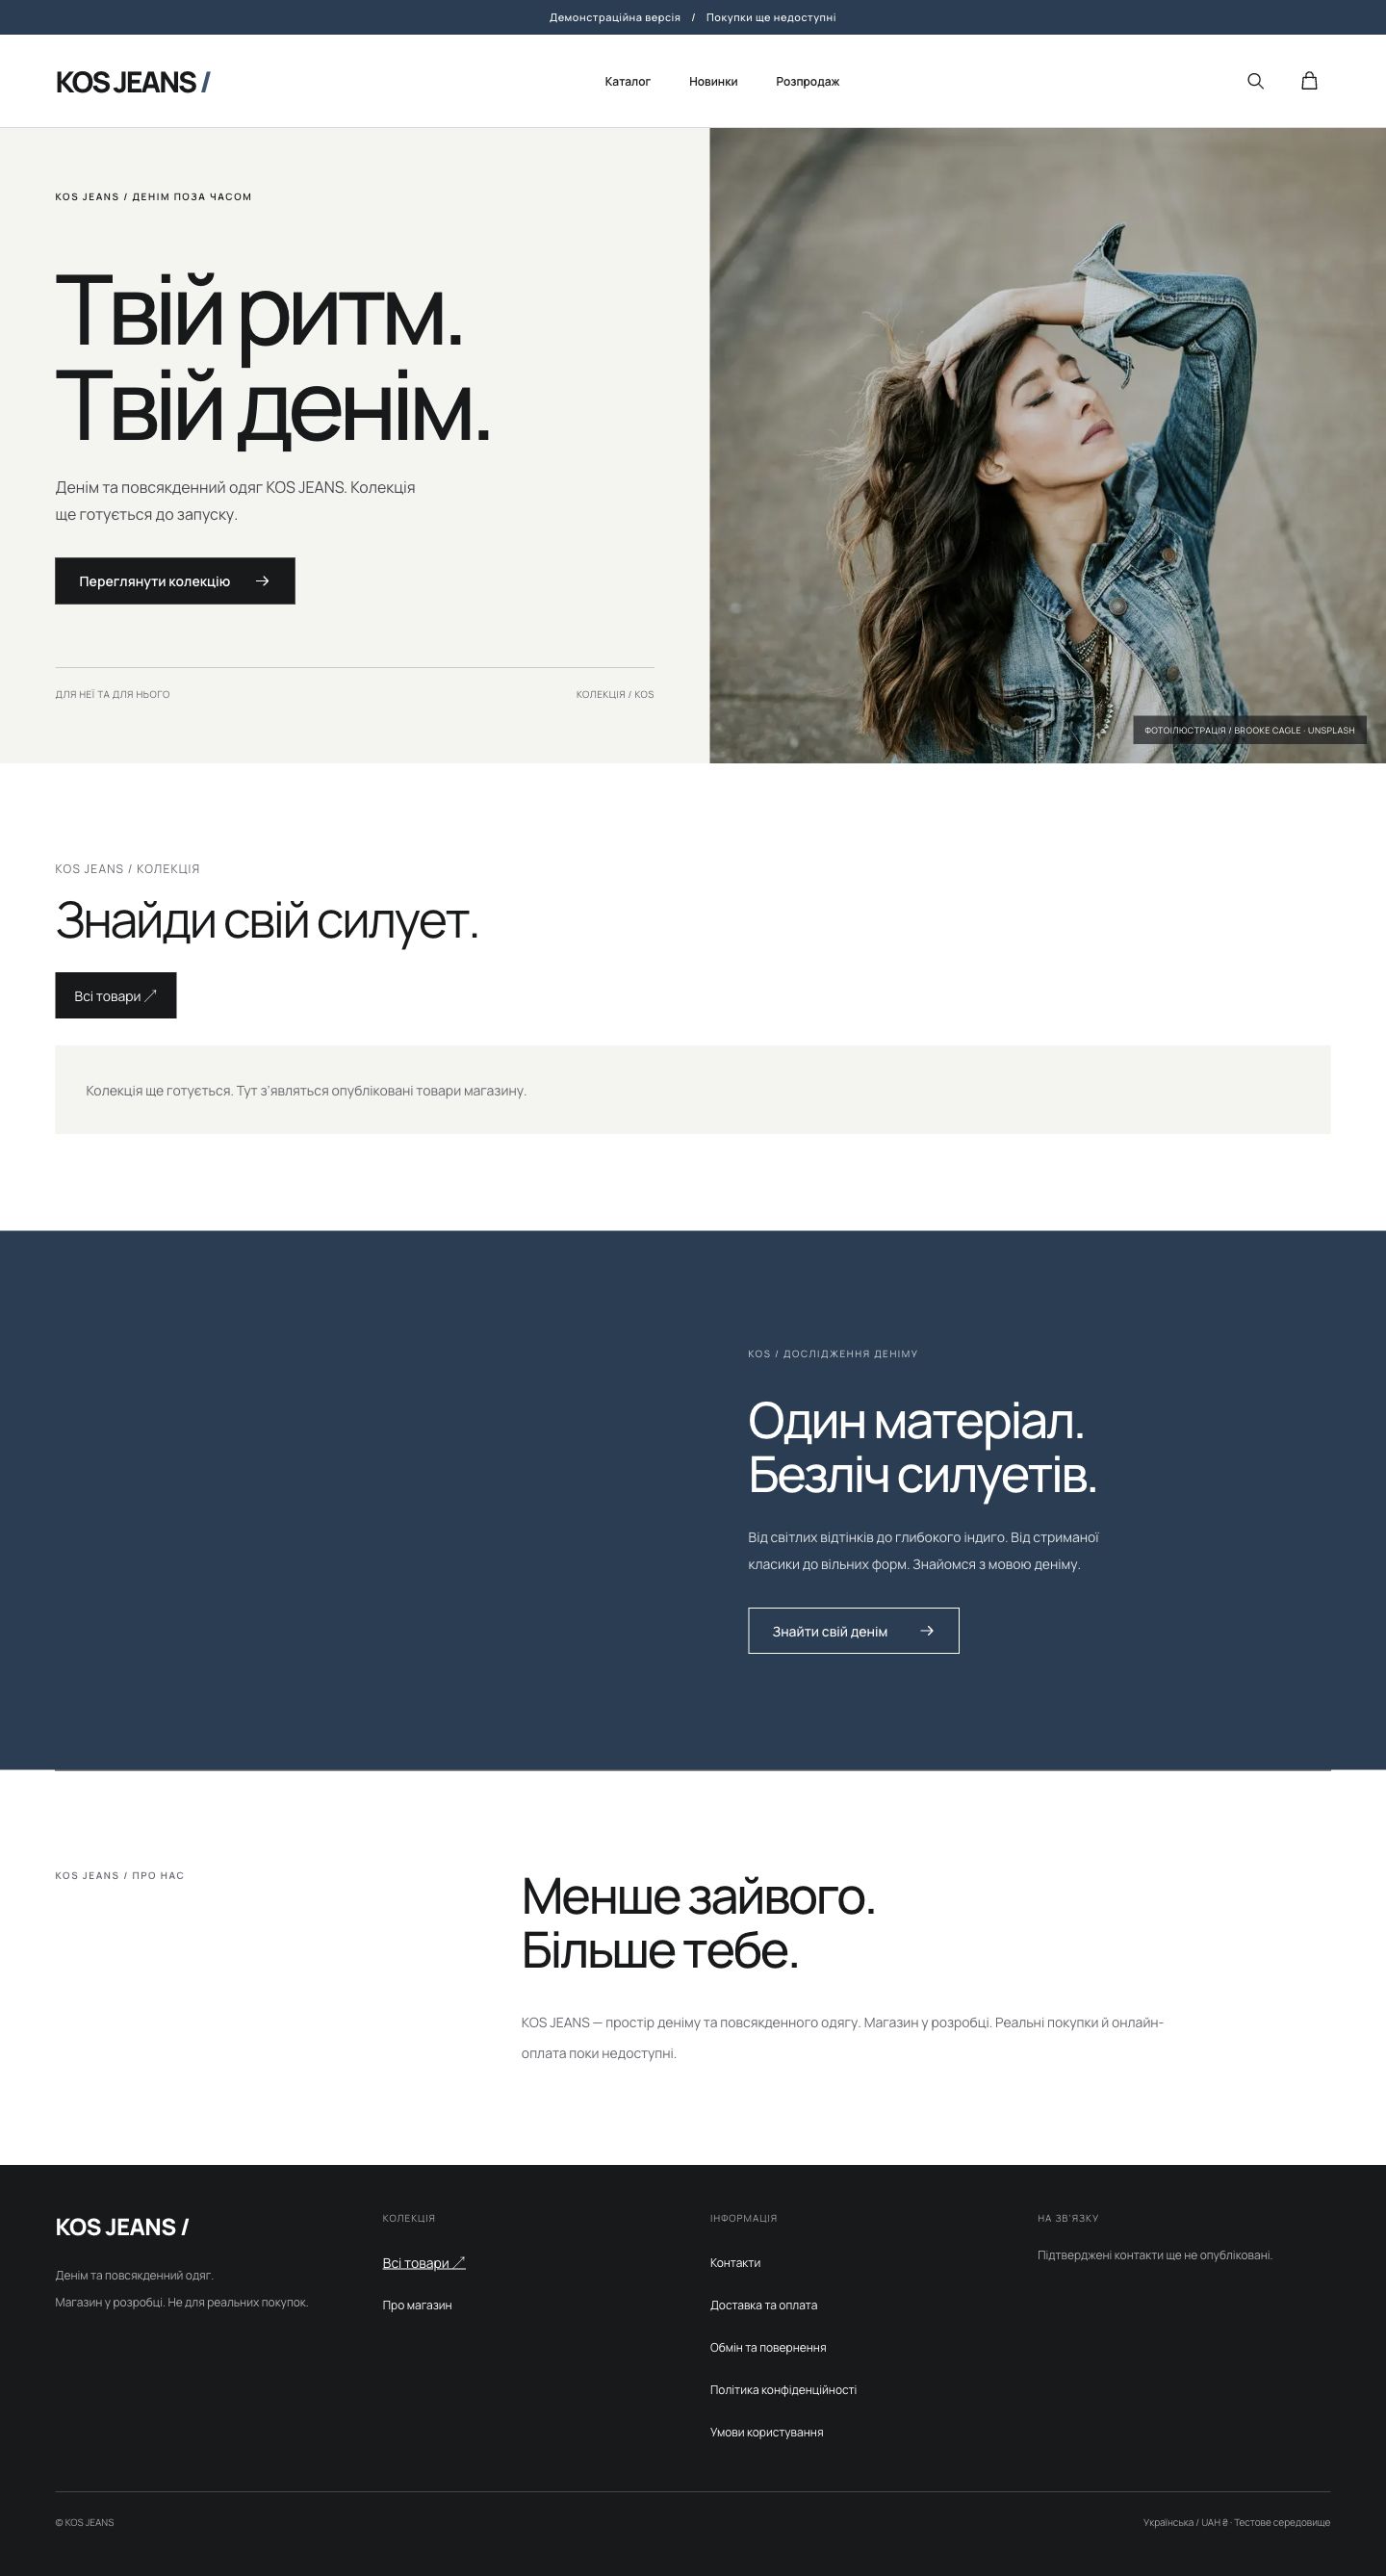 Демонстраційна версія / Покупки ще недоступні
KOS JEANS /
Каталог
Новинки
Розпродаж
KOS JEANS / ДЕНІМ ПОЗА ЧАСОМ
Твій ритм.
Твій денім.
Денім та повсякденний одяг KOS JEANS. Колекція
ще готується до запуску.
Переглянути колекцію →
ДЛЯ НЕЇ ТА ДЛЯ НЬОГО
КОЛЕКЦІЯ / KOS
ФОТОІЛЮСТРАЦІЯ / BROOKE CAGLE · UNSPLASH
KOS JEANS / КОЛЕКЦІЯ
Знайди свій силует.
Всі товари ↗
Колекція ще готується. Тут з'являться опубліковані товари магазину.
KOS / ДОСЛІДЖЕННЯ ДЕНІМУ
Один матеріал.
Безліч силуетів.
Від світлих відтінків до глибокого індиго. Від стриманої
класики до вільних форм. Знайомся з мовою деніму.
Знайти свій денім →
KOS JEANS / ПРО НАС
Менше зайвого.
Більше тебе.
KOS JEANS — простір деніму та повсякденного одягу. Магазин у розробці. Реальні покупки й онлайн-
оплата поки недоступні.
KOS JEANS /
Денім та повсякденний одяг.
Магазин у розробці. Не для реальних покупок.
КОЛЕКЦІЯ
Всі товари ↗
Про магазин
ІНФОРМАЦІЯ
Контакти
Доставка та оплата
Обмін та повернення
Політика конфіденційності
Умови користування
НА ЗВ'ЯЗКУ
Підтверджені контакти ще не опубліковані.
© KOS JEANS
Українська / UAH ₴ · Тестове середовище